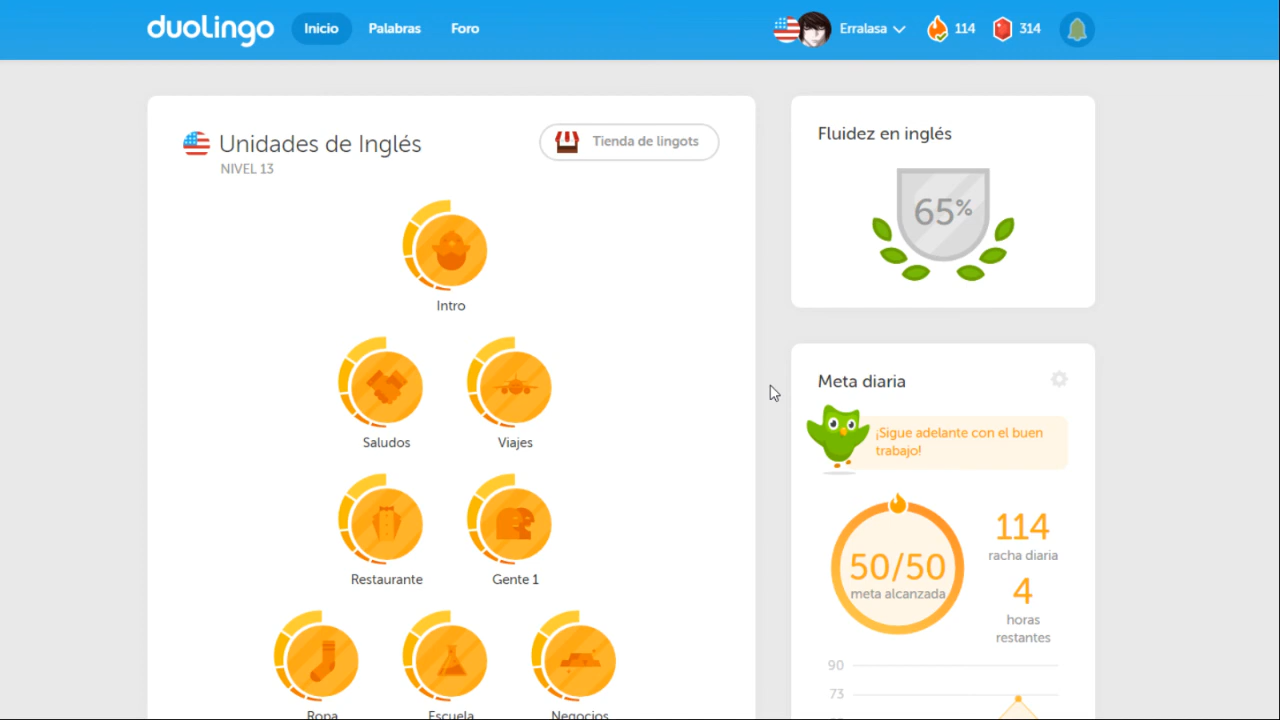 duolingo
Inicio
Palabras
Foro
Erralasa
114
314
Unidades de Inglés
NIVEL 13
Tienda de lingots
Intro
Saludos
Viajes
Restaurante
Gente 1
Ropa
Escuela
Negocios
Fluidez en inglés
65%
Meta diaria
¡Sigue adelante con el buen
trabajo!
50/50
meta alcanzada
114
racha diaria
4
horas
restantes
90
73